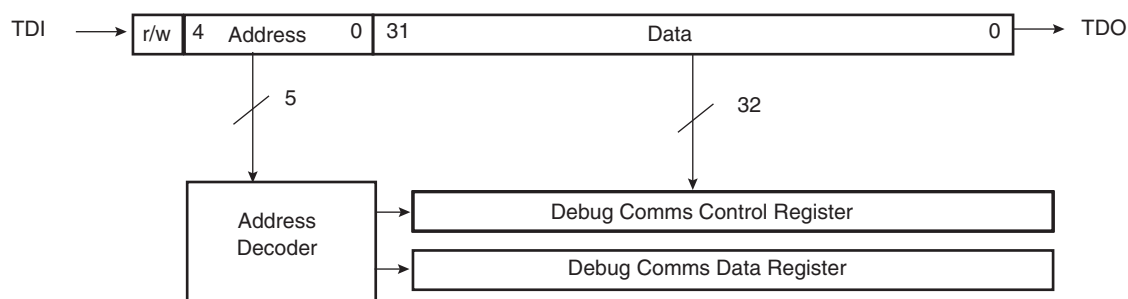 TDI r/w 4 Address 0 31 Data 0 TDO
5
32
Address
Decoder
Debug Comms Control Register
Debug Comms Data Register